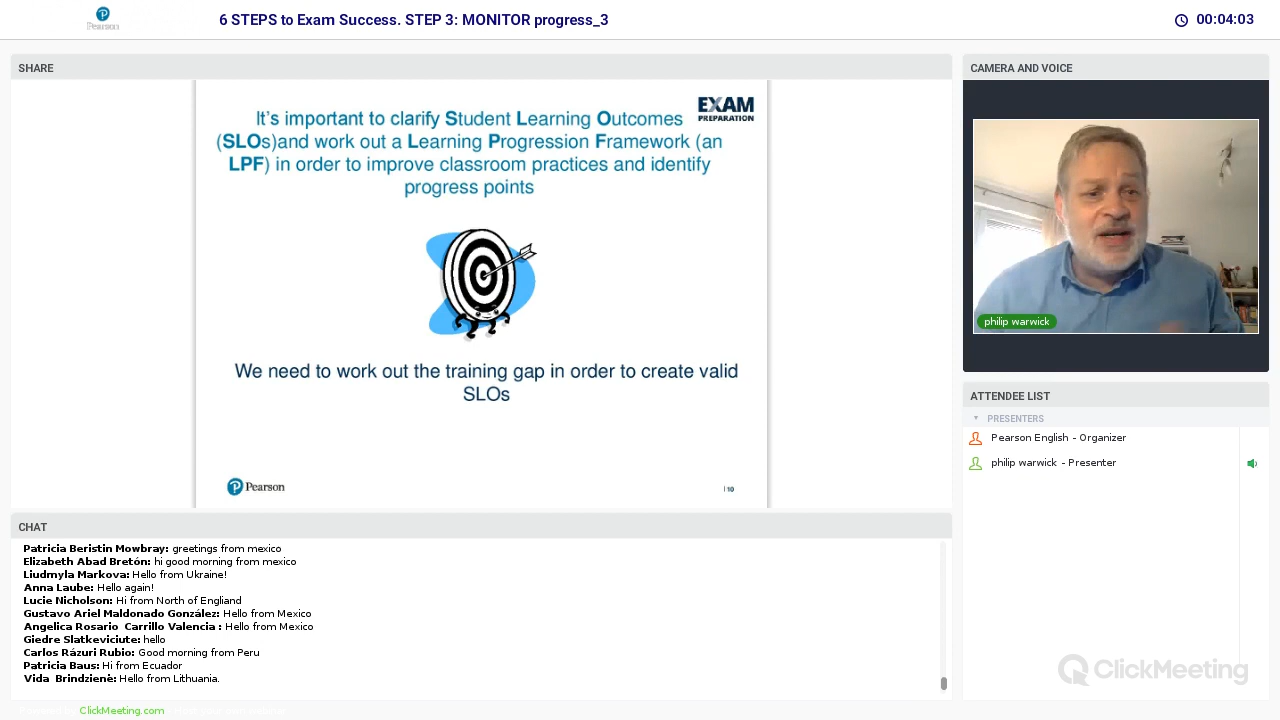 Pearson
6 STEPS to Exam Success. STEP 3: MONITOR progress_3
00:04:03
SHARE
EXAM
PREPARATION
It's important to clarify Student Learning Outcomes
(SLOs)and work out a Learning Progression Framework (an
LPF) in order to improve classroom practices and identify
progress points
We need to work out the training gap in order to create valid
SLOs
Pearson
| 10
CAMERA AND VOICE
philip warwick
ATTENDEE LIST
PRESENTERS
Pearson English - Organizer
philip warwick - Presenter
CHAT
Patricia Beristin Mowbray: greetings from mexico
Elizabeth Abad Bretón: hi good morning from mexico
Liudmyla Markova: Hello from Ukraine!
Anna Laube: Hello again!
Lucie Nicholson: Hi from North of England
Gustavo Ariel Maldonado González: Hello from Mexico
Angelica Rosario Carrillo Valencia : Hello from Mexico
Giedre Slatkeviciute: hello
Carlos Rázuri Rubio: Good morning from Peru
Patricia Baus: Hi from Ecuador
Vida Brindzienė: Hello from Lithuania.
ClickMeeting
ClickMeeting.com